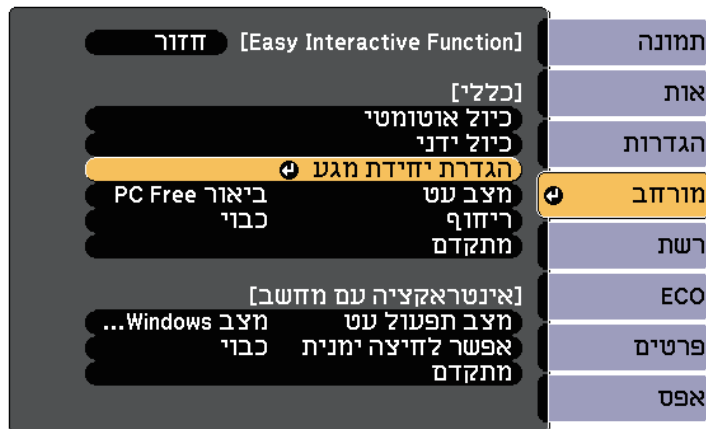 תמונה
אות
הגדרות
מורחב
רשת
ECO
פרטים
אפס
[Easy Interactive Function] חזור
[כללי]
כיול אוטומטי
כיול ידני
הגדרת יחידת מגע
מצב עט ביאור PC Free
ריחוף כבוי
מתקדם
[אינטראקציה עם מחשב]
מצב תפעול עט מצב Windows...
אפשר לחיצה ימנית כבוי
מתקדם